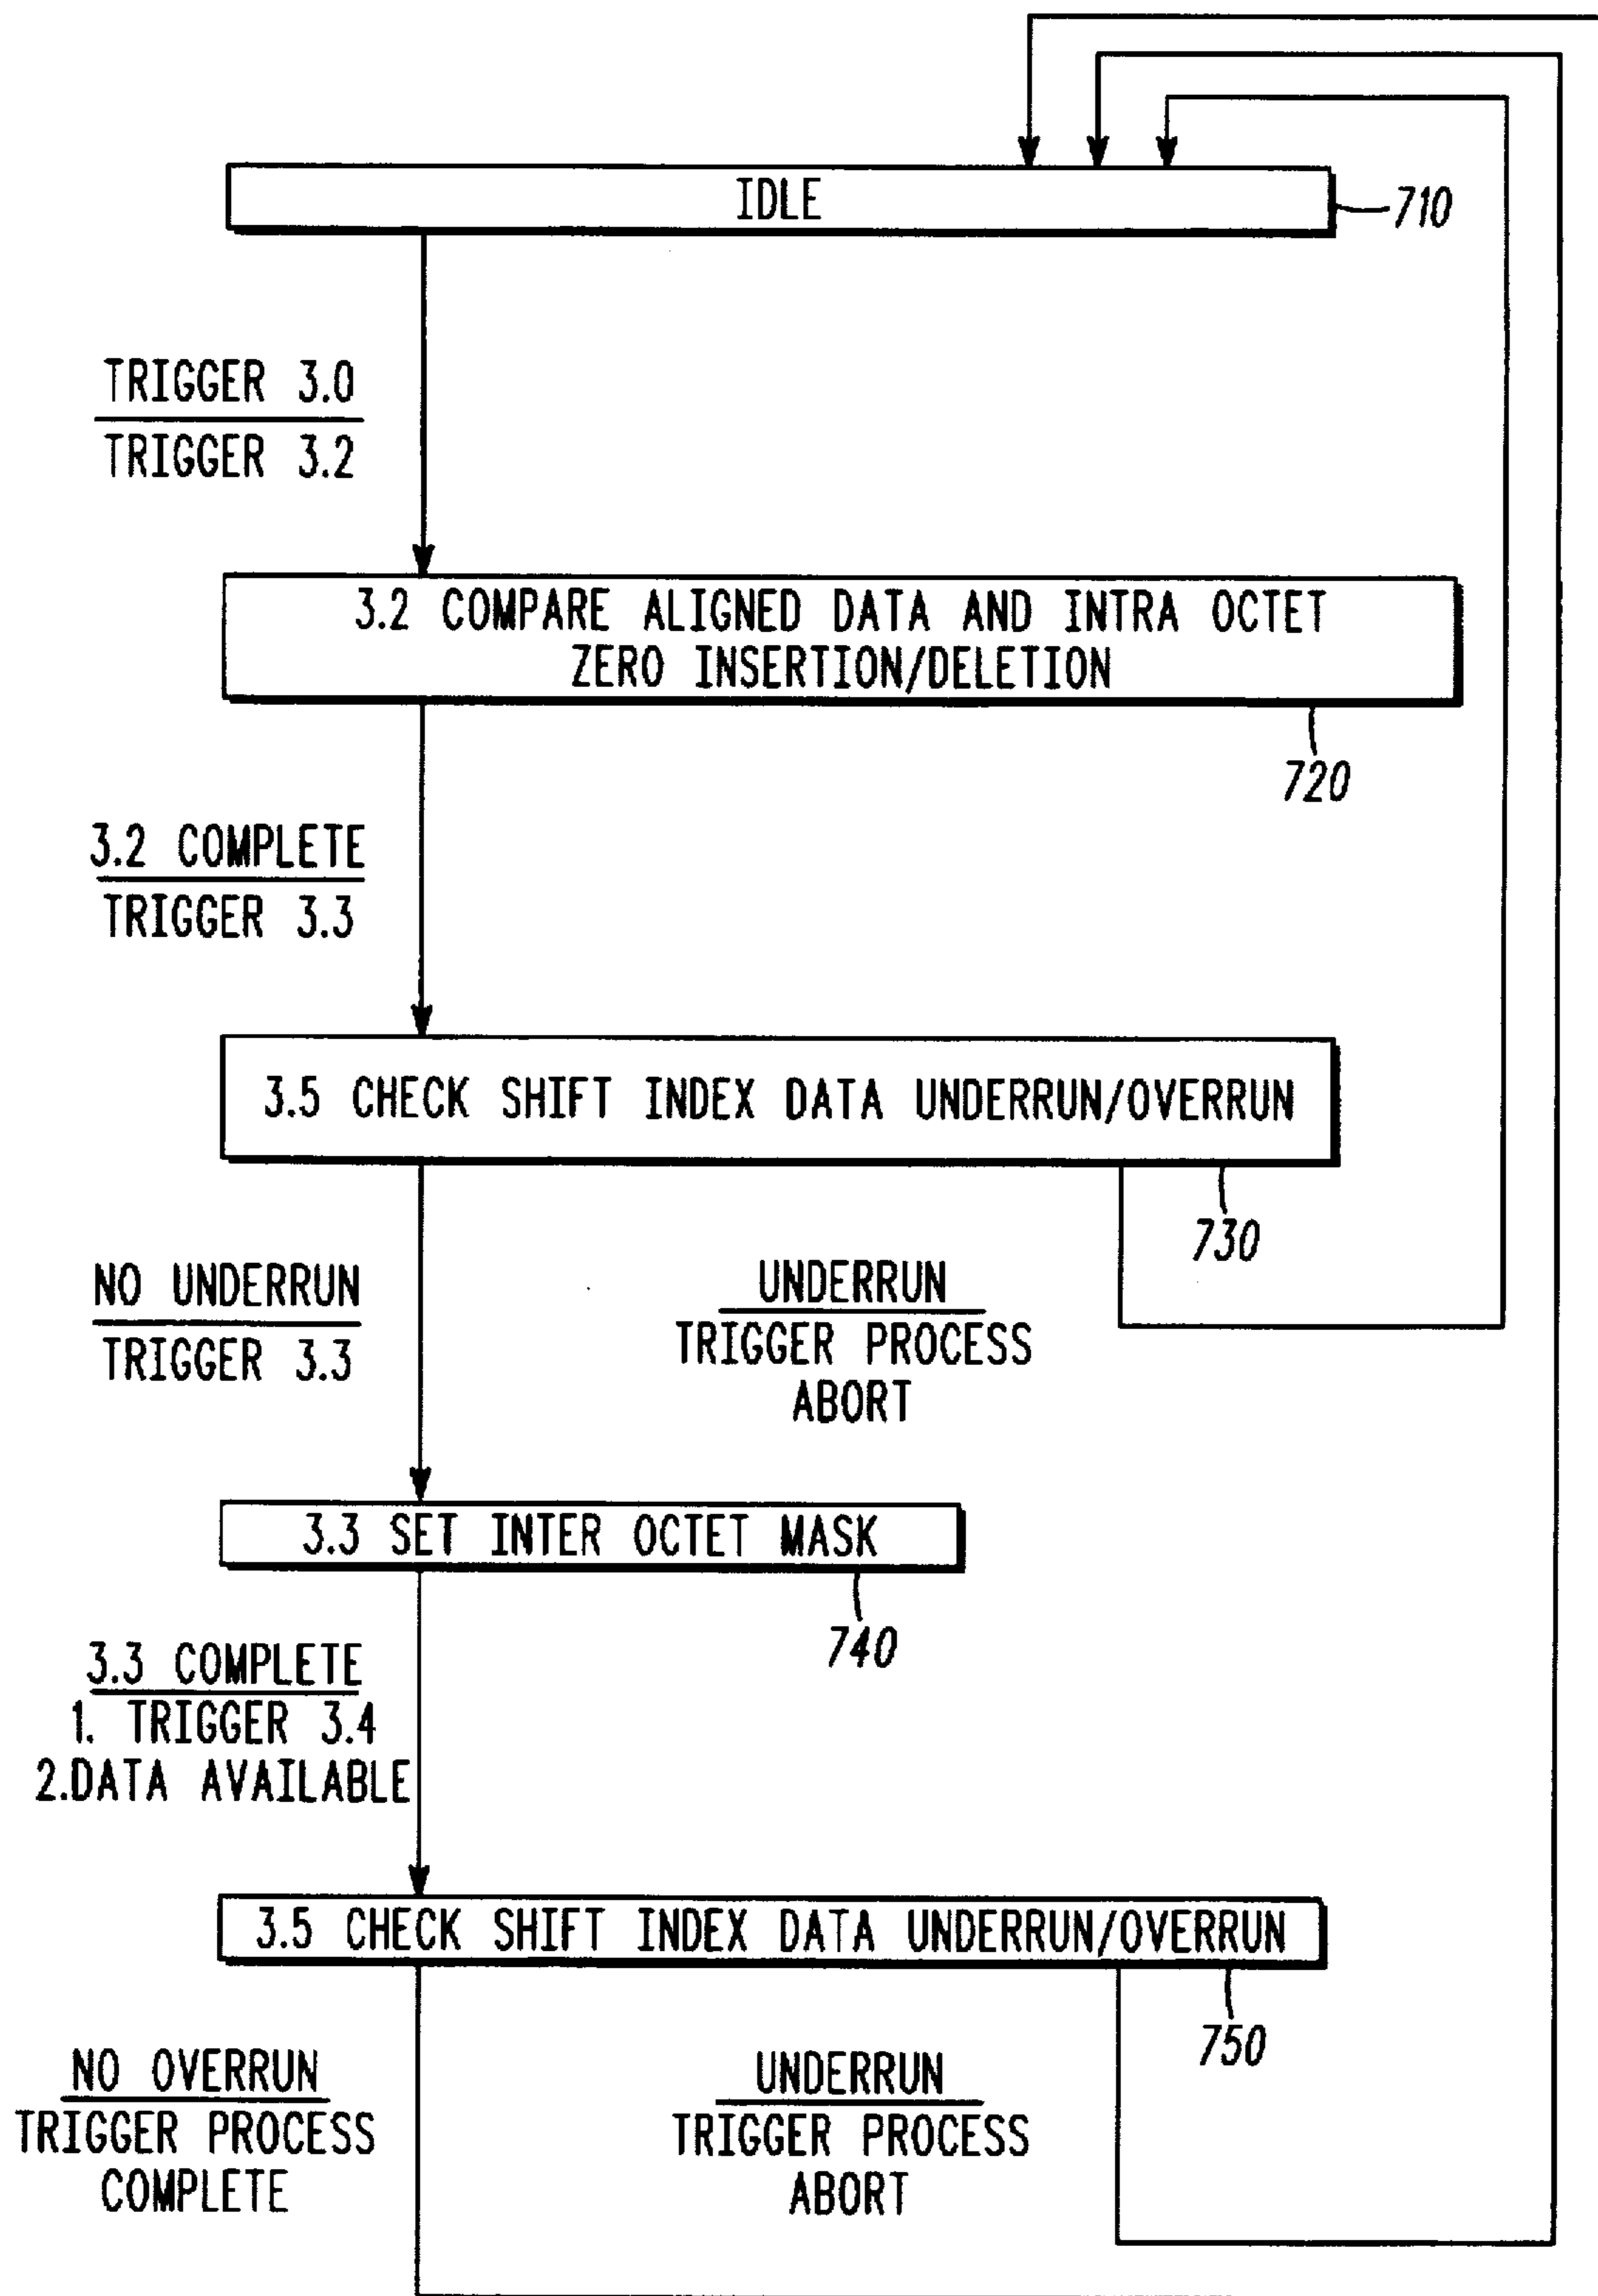 IDLE
710
TRIGGER 3.0
TRIGGER 3.2
3.2 COMPARE ALIGNED DATA AND INTRA OCTET
ZERO INSERTION/DELETION
720
3.2 COMPLETE
TRIGGER 3.3
3.5 CHECK SHIFT INDEX DATA UNDERRUN/OVERRUN
730
NO UNDERRUN
TRIGGER 3.3
UNDERRUN
TRIGGER PROCESS
ABORT
3.3 SET INTER OCTET MASK
740
3.3 COMPLETE
1. TRIGGER 3.4
2.DATA AVAILABLE
3.5 CHECK SHIFT INDEX DATA UNDERRUN/OVERRUN
750
NO OVERRUN
TRIGGER PROCESS
COMPLETE
UNDERRUN
TRIGGER PROCESS
ABORT